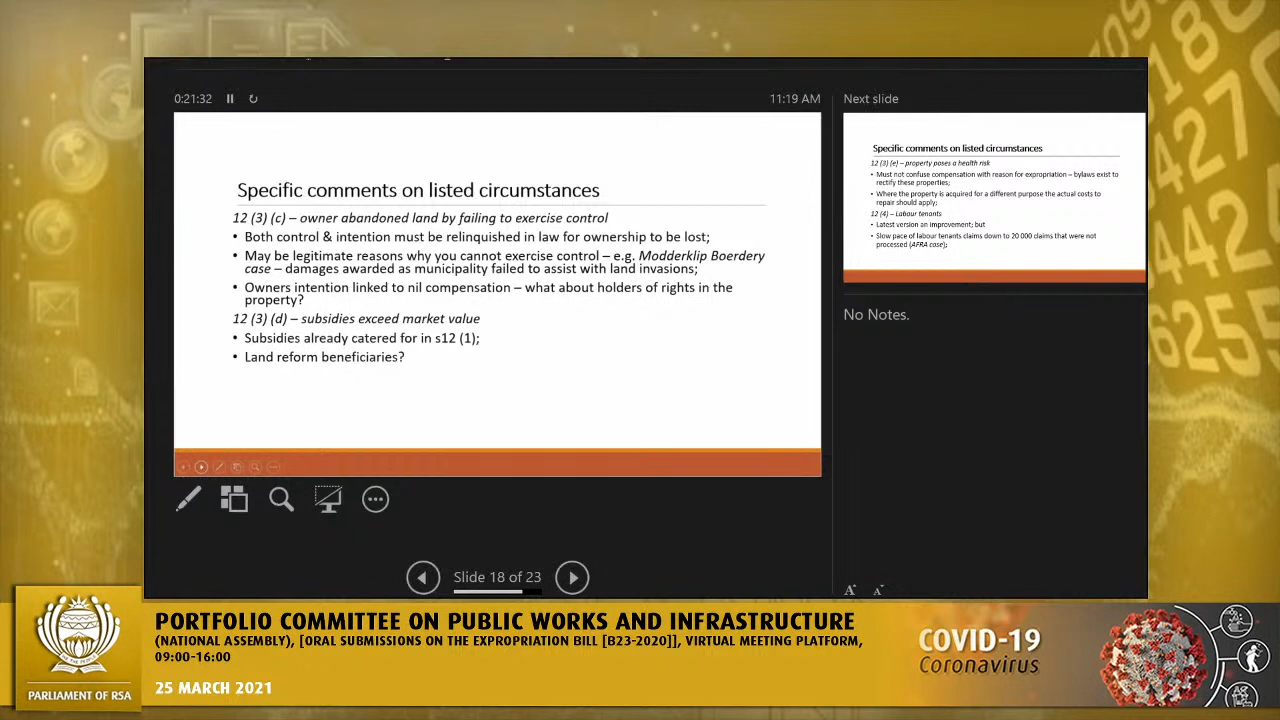 0:21:32
11:19 AM
Next slide
Specific comments on listed circumstances
12 (3) (c) – owner abandoned land by failing to exercise control
• Both control & intention must be relinquished in law for ownership to be lost;
• May be legitimate reasons why you cannot exercise control – e.g. Modderklip Boerdery
case – damages awarded as municipality failed to assist with land invasions;
• Owners intention linked to nil compensation – what about holders of rights in the
property?
12 (3) (d) – subsidies exceed market value
• Subsidies already catered for in s12 (1);
• Land reform beneficiaries?
Specific comments on listed circumstances
12 (3) (e) – property poses a health risk
• Must not confuse compensation with reason for expropriation – bylaws exist to
rectify these properties;
• Where the property is acquired for a different purpose the actual costs to
repair should apply;
12 (4) – Labour tenants
• Latest version an improvement; but
• Slow pace of labour tenants claims down to 20 000 claims that were not
processed (AFRA case);
No Notes.
Slide 18 of 23
A A
PORTFOLIO COMMITTEE ON PUBLIC WORKS AND INFRASTRUCTURE
(NATIONAL ASSEMBLY), [ORAL SUBMISSIONS ON THE EXPROPRIATION BILL [B23-2020]], VIRTUAL MEETING PLATFORM,
09:00-16:00
25 MARCH 2021
PARLIAMENT OF RSA
COVID-19
Coronavirus